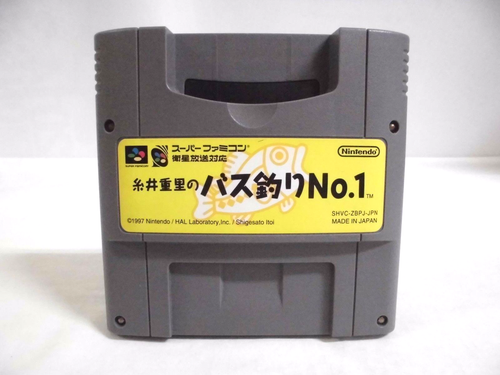 スーパーファミコン®
衛星放送対応
Nintendo®
糸井重里のバス釣りNo.1™
SHVC-ZBPJ-JPN
©1997 Nintendo / HAL Laboratory,Inc. / Shigesato Itoi
MADE IN JAPAN